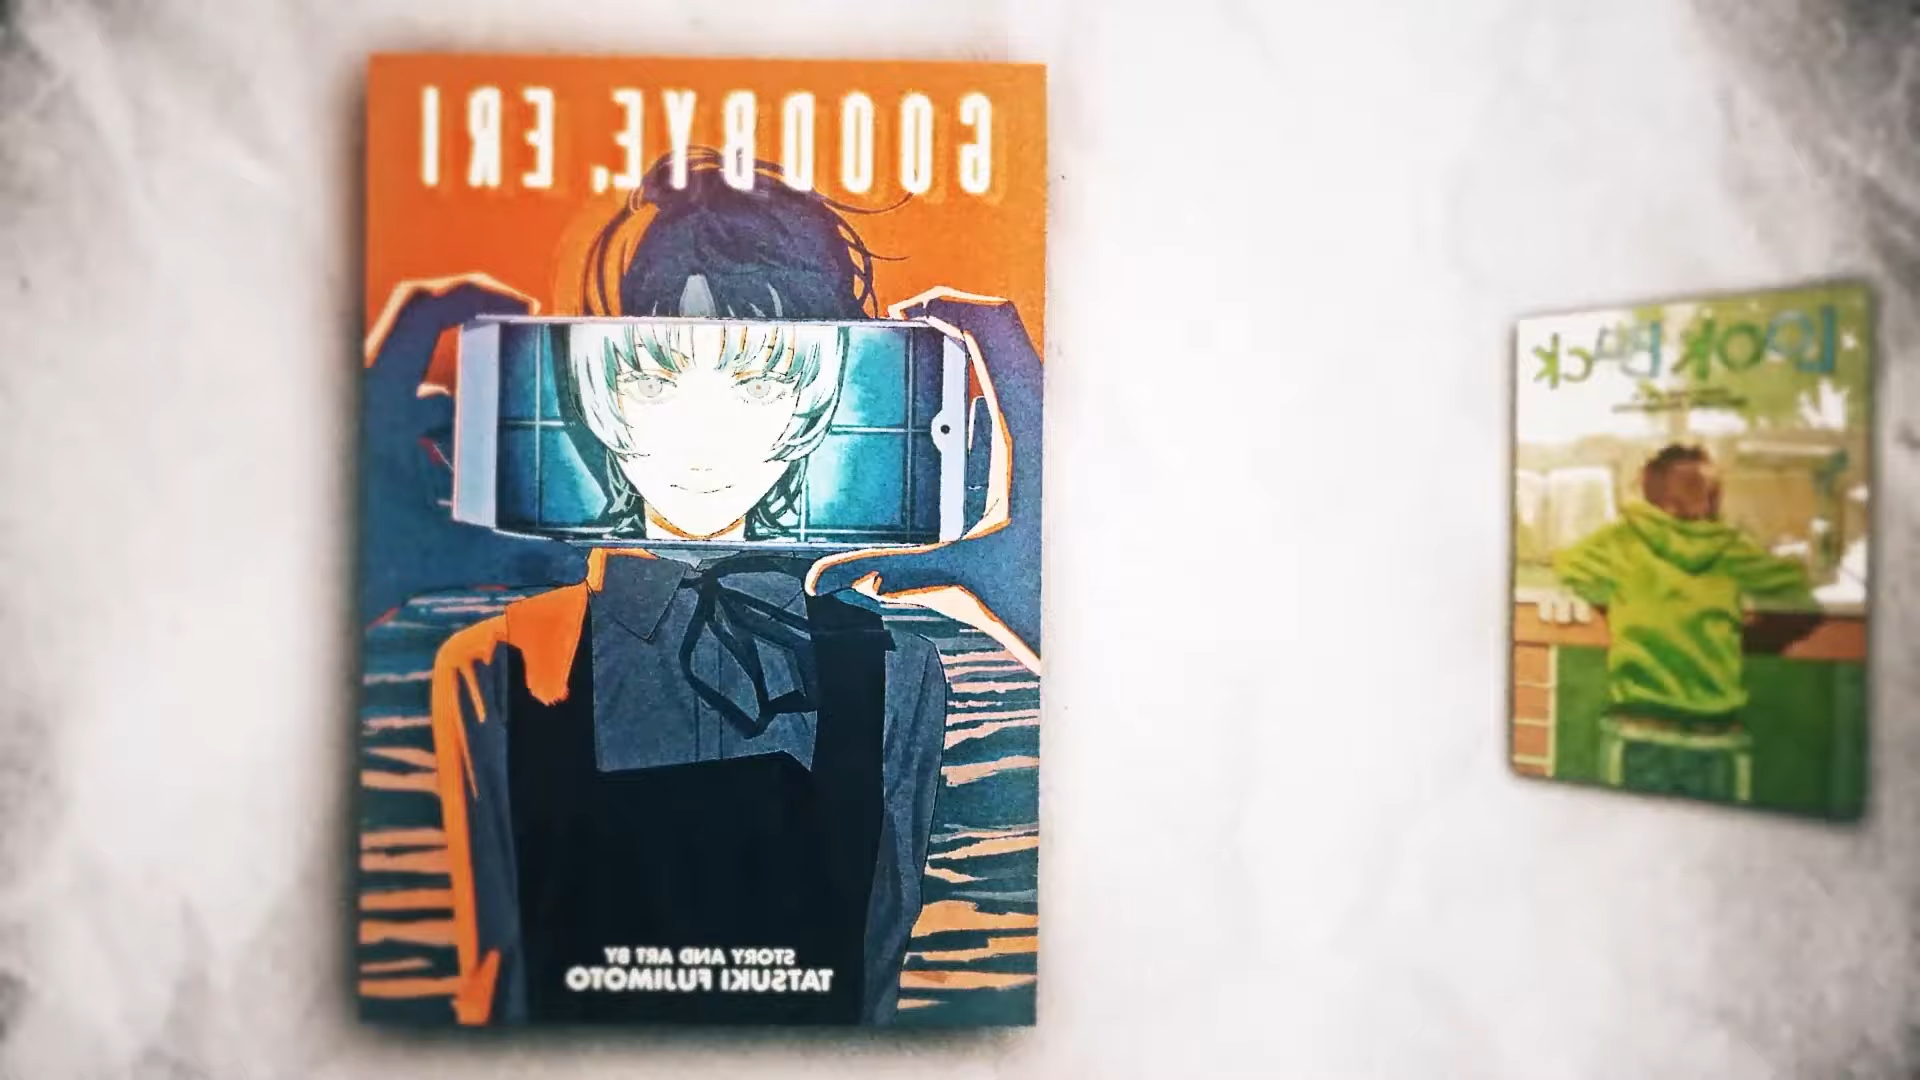 GOODBYE, ERI
STORY AND ART BY
TATSUKI FUJIMOTO
LOOK BACK